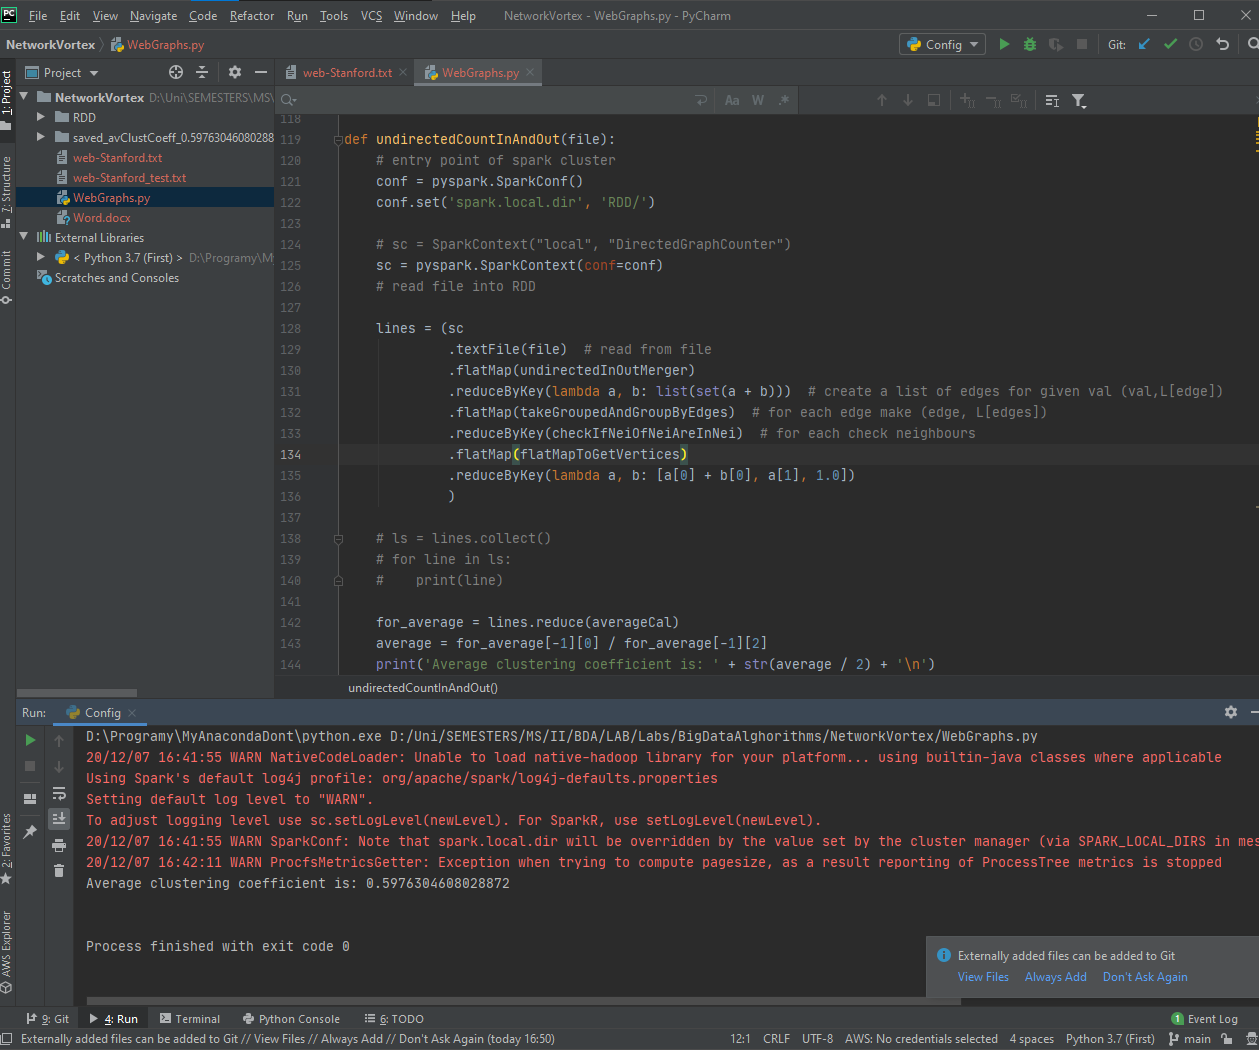 File Edit View Navigate Code Refactor Run Tools VCS Window Help NetworkVortex - WebGraphs.py - PyCharm
NetworkVortex WebGraphs.py Config Git:
Project
web-Stanford.txt WebGraphs.py
NetworkVortex D:\Uni\SEMESTERS\MS\
RDD
saved_avClustCoeff_0.59763046080288
web-Stanford.txt
web-Stanford_test.txt
WebGraphs.py
Word.docx
External Libraries
< Python 3.7 (First) > D:\Programy\M
Scratches and Consoles
1: Project
7: Structure
Commit
2: Favorites
AWS Explorer
Aa W .*
118
119 def undirectedCountInAndOut(file):
120 # entry point of spark cluster
121 conf = pyspark.SparkConf()
122 conf.set('spark.local.dir', 'RDD/')
123
124 # sc = SparkContext("local", "DirectedGraphCounter")
125 sc = pyspark.SparkContext(conf=conf)
126 # read file into RDD
127
128 lines = (sc
129 .textFile(file) # read from file
130 .flatMap(undirectedInOutMerger)
131 .reduceByKey(lambda a, b: list(set(a + b))) # create a list of edges for given val (val,L[edge])
132 .flatMap(takeGroupedAndGroupByEdges) # for each edge make (edge, L[edges])
133 .reduceByKey(checkIfNeiOfNeiAreInNei) # for each check neighbours
134 .flatMap(flatMapToGetVertices)
135 .reduceByKey(lambda a, b: [a[0] + b[0], a[1], 1.0])
136 )
137
138 # ls = lines.collect()
139 # for line in ls:
140 # print(line)
141
142 for_average = lines.reduce(averageCal)
143 average = for_average[-1][0] / for_average[-1][2]
144 print('Average clustering coefficient is: ' + str(average / 2) + '\n')
undirectedCountInAndOut()
Run: Config
D:\Programy\MyAnacondaDont\python.exe D:/Uni/SEMESTERS/MS/II/BDA/LAB/Labs/BigDataAlghorithms/NetworkVortex/WebGraphs.py
20/12/07 16:41:55 WARN NativeCodeLoader: Unable to load native-hadoop library for your platform... using builtin-java classes where applicable
Using Spark's default log4j profile: org/apache/spark/log4j-defaults.properties
Setting default log level to "WARN".
To adjust logging level use sc.setLogLevel(newLevel). For SparkR, use setLogLevel(newLevel).
20/12/07 16:41:55 WARN SparkConf: Note that spark.local.dir will be overridden by the value set by the cluster manager (via SPARK_LOCAL_DIRS in mes
20/12/07 16:42:11 WARN ProcfsMetricsGetter: Exception when trying to compute pagesize, as a result reporting of ProcessTree metrics is stopped
Average clustering coefficient is: 0.5976304608028872
Process finished with exit code 0
Externally added files can be added to Git
View Files Always Add Don't Ask Again
9: Git 4: Run Terminal Python Console 6: TODO 1 Event Log
Externally added files can be added to Git // View Files // Always Add // Don't Ask Again (today 16:50) 12:1 CRLF UTF-8 AWS: No credentials selected 4 spaces Python 3.7 (First) main